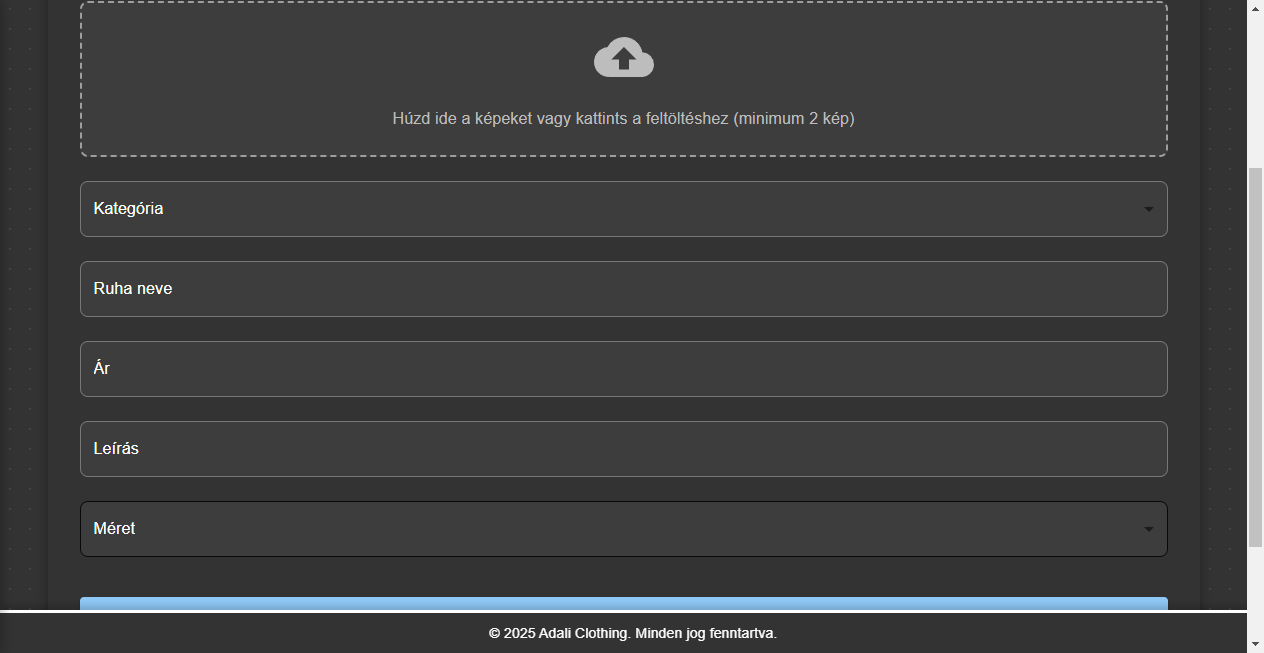 Húzd ide a képeket vagy kattints a feltöltéshez (minimum 2 kép)
Kategória
Ruha neve
Ár
Leírás
Méret
© 2025 Adali Clothing. Minden jog fenntartva.